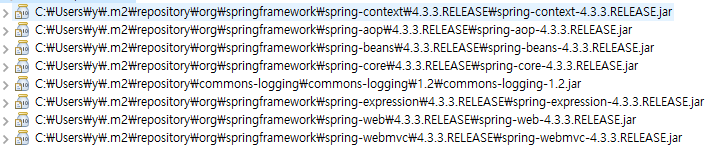 C:₩Users₩y₩.m2₩repository₩org₩springframework₩spring-context₩4.3.3.RELEASE₩spring-context-4.3.3.RELEASE.jar
C:₩Users₩y₩.m2₩repository₩org₩springframework₩spring-aop₩4.3.3.RELEASE₩spring-aop-4.3.3.RELEASE.jar
C:₩Users₩y₩.m2₩repository₩org₩springframework₩spring-beans₩4.3.3.RELEASE₩spring-beans-4.3.3.RELEASE.jar
C:₩Users₩y₩.m2₩repository₩org₩springframework₩spring-core₩4.3.3.RELEASE₩spring-core-4.3.3.RELEASE.jar
C:₩Users₩y₩.m2₩repository₩commons-logging₩commons-logging₩1.2₩commons-logging-1.2.jar
C:₩Users₩y₩.m2₩repository₩org₩springframework₩spring-expression₩4.3.3.RELEASE₩spring-expression-4.3.3.RELEASE.jar
C:₩Users₩y₩.m2₩repository₩org₩springframework₩spring-web₩4.3.3.RELEASE₩spring-web-4.3.3.RELEASE.jar
C:₩Users₩y₩.m2₩repository₩org₩springframework₩spring-webmvc₩4.3.3.RELEASE₩spring-webmvc-4.3.3.RELEASE.jar